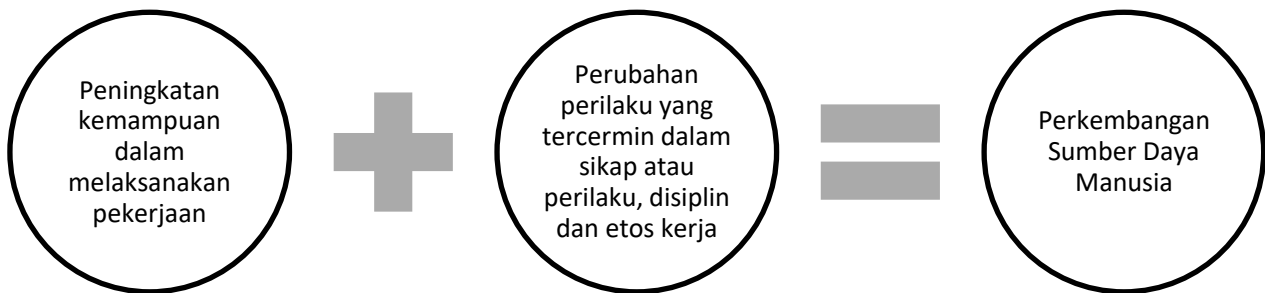 Peningkatan
kemampuan
dalam
melaksanakan
pekerjaan
Perubahan
perilaku yang
tercermin dalam
sikap atau
perilaku, disiplin
dan etos kerja
Perkembangan
Sumber Daya
Manusia